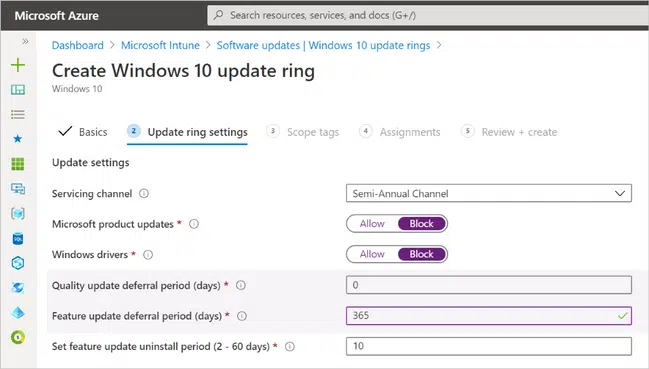 Microsoft Azure
Search resources, services, and docs (G+/)
Dashboard > Microsoft Intune > Software updates | Windows 10 update rings >
Create Windows 10 update ring
Windows 10
Basics 2 Update ring settings 3 Scope tags 4 Assignments 5 Review + create
Update settings
Servicing channel Semi-Annual Channel
Microsoft product updates * Allow Block
Windows drivers * Allow Block
Quality update deferral period (days) * 0
Feature update deferral period (days) * 365
Set feature update uninstall period (2 - 60 days) * 10